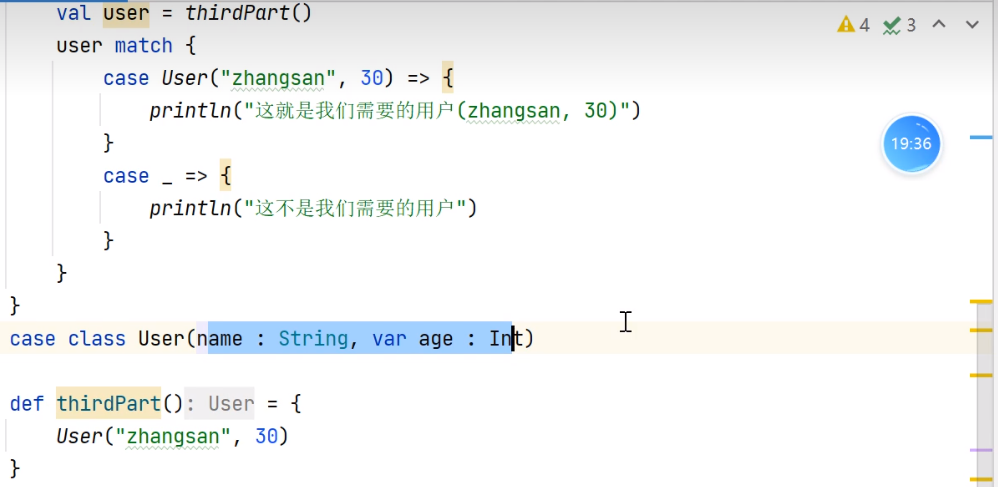 val user = thirdPart()
4 3
user match {
case User("zhangsan", 30) => {
println("这就是我们需要的用户(zhangsan, 30)")
}
19:36
case _ => {
println("这不是我们需要的用户")
}
}
}
case class User(name : String, var age : Int)
def thirdPart(): User = {
User("zhangsan", 30)
}